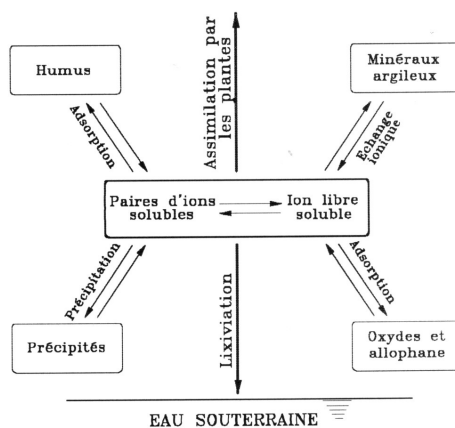 Humus
Assimilation par
les plantes
Minéraux
argileux
Adsorption
Echange
ionique
Paires d'ions
solubles
Ion libre
soluble
Précipitation
Lixiviation
Adsorption
Précipités
Oxydes et
allophane
EAU SOUTERRAINE